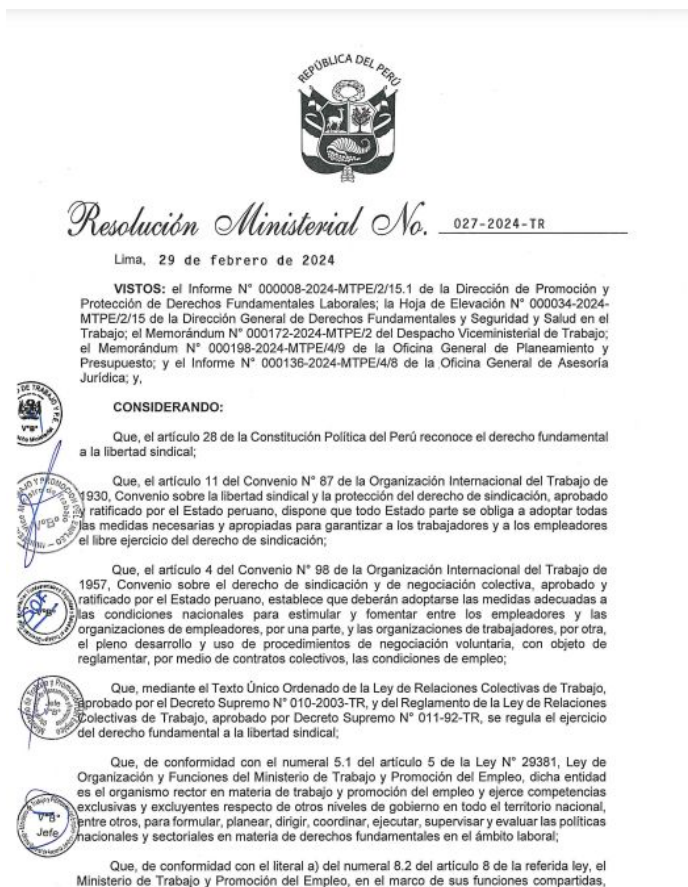 REPÚBLICA DEL PERÚ
Resolución Ministerial No. 027-2024-TR
Lima, 29 de febrero de 2024
VISTOS: el Informe N° 000008-2024-MTPE/2/15.1 de la Dirección de Promoción y
Protección de Derechos Fundamentales Laborales; la Hoja de Elevación N° 000034-2024-
MTPE/2/15 de la Dirección General de Derechos Fundamentales y Seguridad y Salud en el
Trabajo; el Memorándum N° 000172-2024-MTPE/2 del Despacho Viceministerial de Trabajo;
el Memorándum N° 000198-2024-MTPE/4/9 de la Oficina General de Planeamiento y
Presupuesto; y el Informe N° 000136-2024-MTPE/4/8 de la Oficina General de Asesoría
Jurídica; y,
CONSIDERANDO:
Que, el artículo 28 de la Constitución Política del Perú reconoce el derecho fundamental
a la libertad sindical;
Que, el artículo 11 del Convenio N° 87 de la Organización Internacional del Trabajo de
1930, Convenio sobre la libertad sindical y la protección del derecho de sindicación, aprobado
y ratificado por el Estado peruano, dispone que todo Estado parte se obliga a adoptar todas
las medidas necesarias y apropiadas para garantizar a los trabajadores y a los empleadores
el libre ejercicio del derecho de sindicación;
Que, el artículo 4 del Convenio N° 98 de la Organización Internacional del Trabajo de
1957, Convenio sobre el derecho de sindicación y de negociación colectiva, aprobado y
ratificado por el Estado peruano, establece que deberán adoptarse las medidas adecuadas a
las condiciones nacionales para estimular y fomentar entre los empleadores y las
organizaciones de empleadores, por una parte, y las organizaciones de trabajadores, por otra,
el pleno desarrollo y uso de procedimientos de negociación voluntaria, con objeto de
reglamentar, por medio de contratos colectivos, las condiciones de empleo;
Que, mediante el Texto Único Ordenado de la Ley de Relaciones Colectivas de Trabajo,
aprobado por el Decreto Supremo N° 010-2003-TR, y del Reglamento de la Ley de Relaciones
Colectivas de Trabajo, aprobado por Decreto Supremo N° 011-92-TR, se regula el ejercicio
del derecho fundamental a la libertad sindical;
Que, de conformidad con el numeral 5.1 del artículo 5 de la Ley N° 29381, Ley de
Organización y Funciones del Ministerio de Trabajo y Promoción del Empleo, dicha entidad
es el organismo rector en materia de trabajo y promoción del empleo y ejerce competencias
exclusivas y excluyentes respecto de otros niveles de gobierno en todo el territorio nacional,
entre otros, para formular, planear, dirigir, coordinar, ejecutar, supervisar y evaluar las políticas
nacionales y sectoriales en materia de derechos fundamentales en el ámbito laboral;
Que, de conformidad con el literal a) del numeral 8.2 del artículo 8 de la referida ley, el
Ministerio de Trabajo y Promoción del Empleo, en el marco de sus funciones compartidas,
V°B°
V°B°
Jefe
V°B°
Jefe